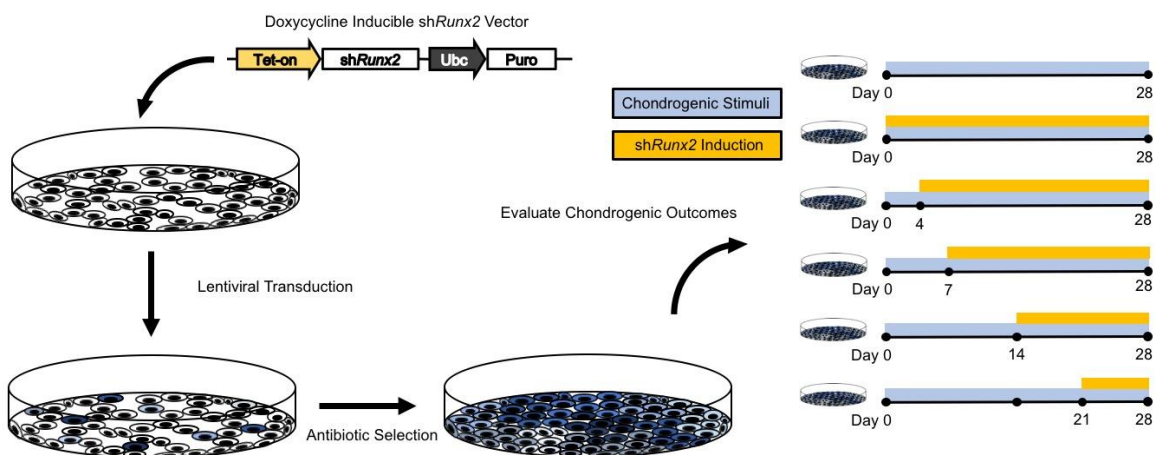 Doxycycline Inducible shRunx2 Vector
Tet-on shRunx2 Ubc Puro
Lentiviral Transduction
Antibiotic Selection
Evaluate Chondrogenic Outcomes
Chondrogenic Stimuli
shRunx2 Induction
Day 0 28
Day 0 28
Day 0 4 28
Day 0 7 28
Day 0 14 28
Day 0 21 28